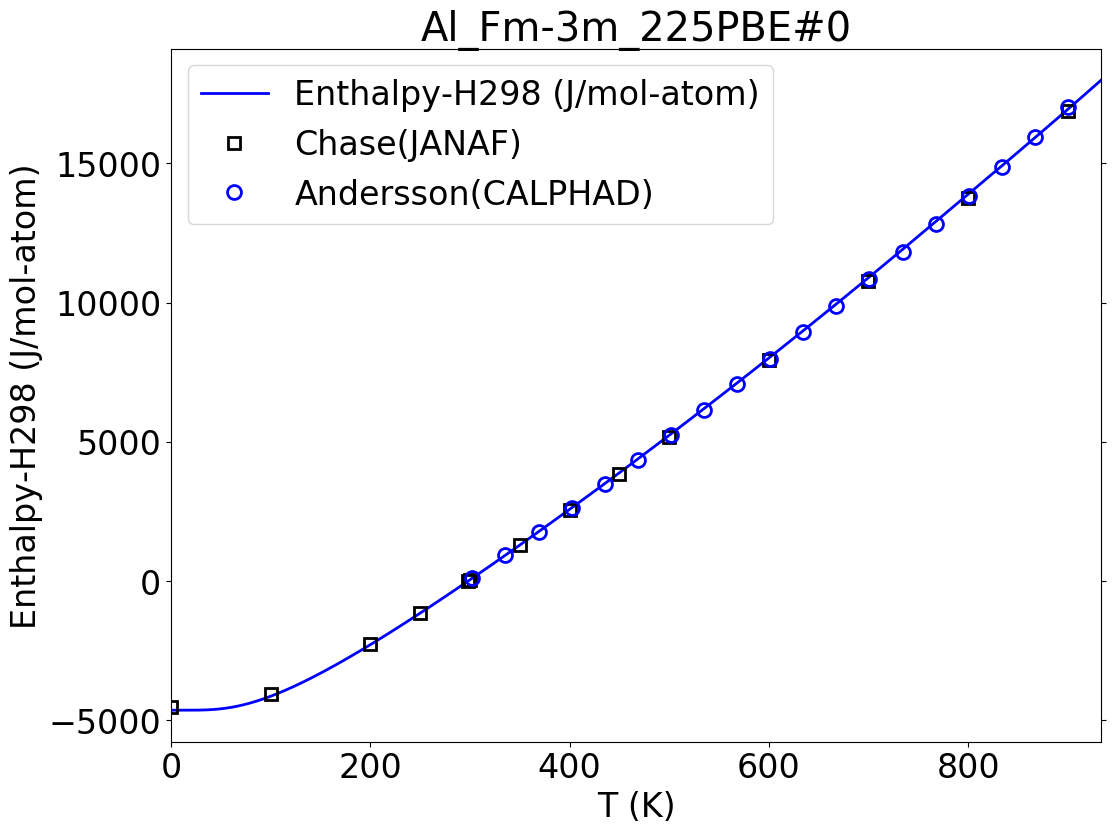 Al_Fm-3m_225PBE#0
Enthalpy-H298 (J/mol-atom)
Chase(JANAF)
Andersson(CALPHAD)
Enthalpy-H298 (J/mol-atom)
15000
10000
5000
0
−5000
0 200 400 600 800
T (K)